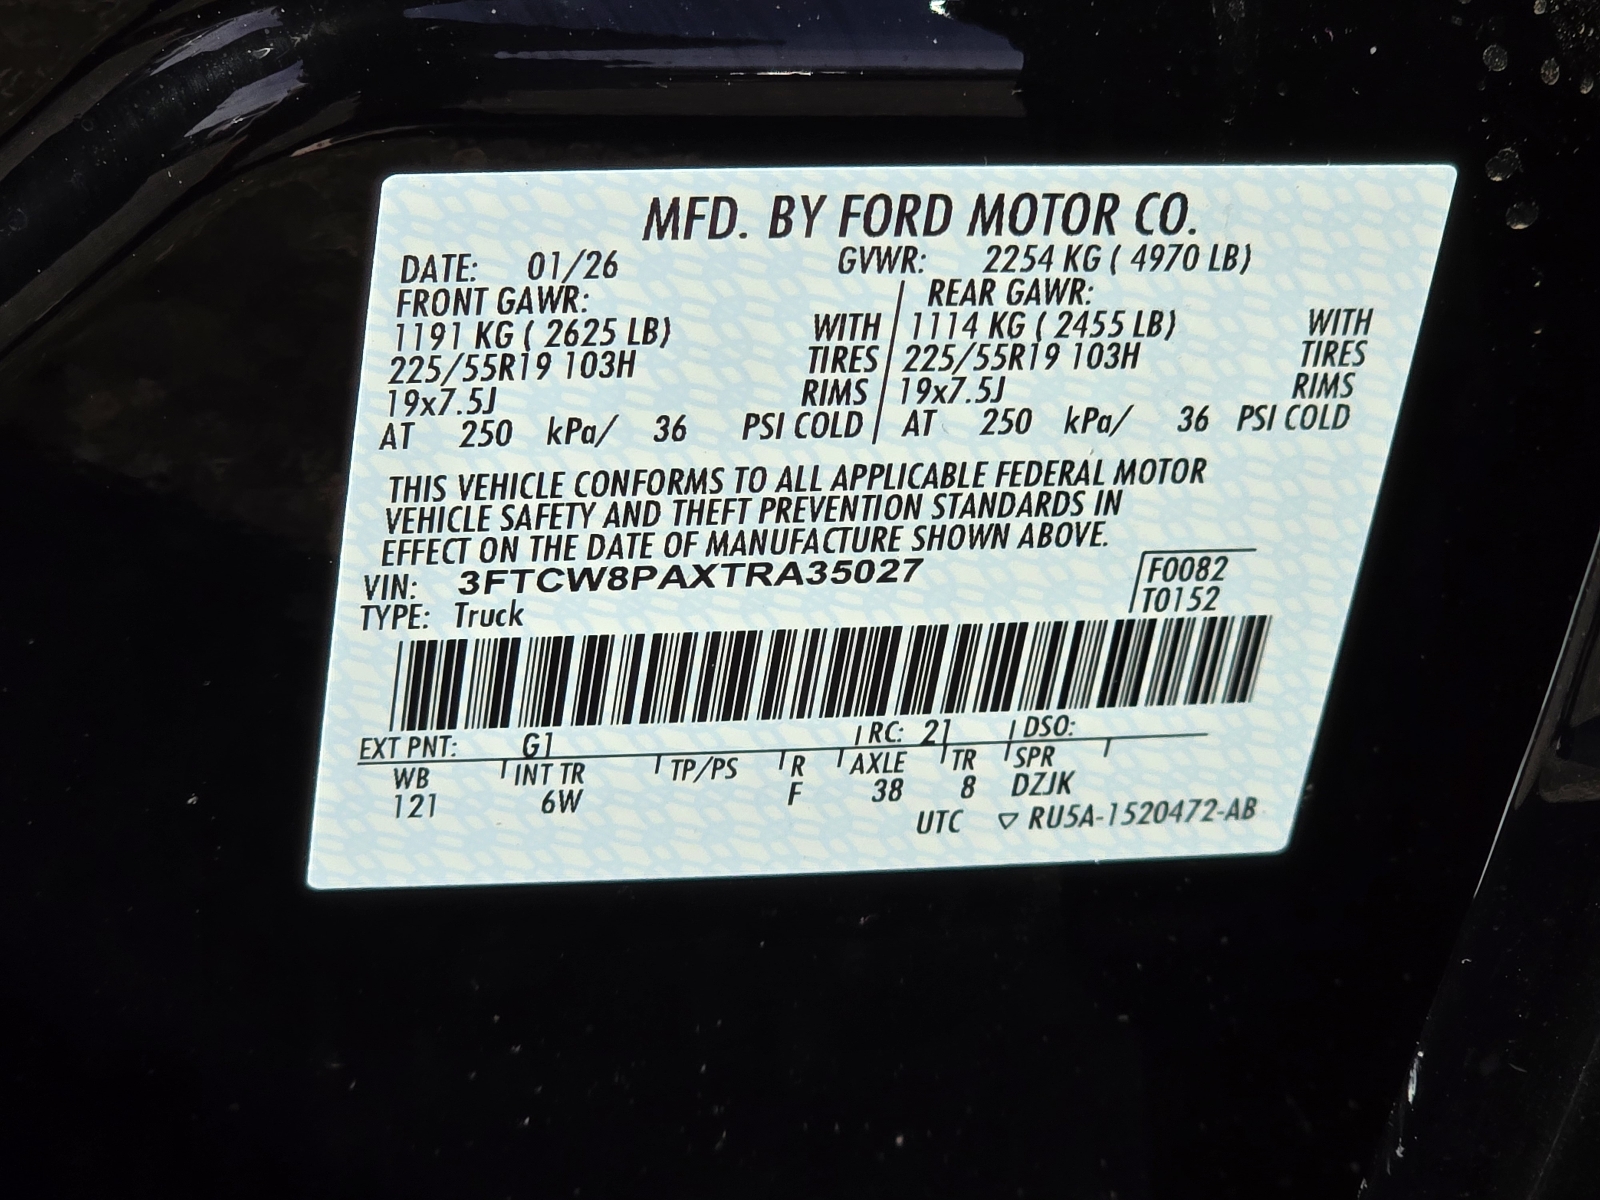 MFD. BY FORD MOTOR CO.
DATE: 01/26 GVWR: 2254 KG ( 4970 LB)
FRONT GAWR: REAR GAWR:
1191 KG ( 2625 LB) WITH 1114 KG ( 2455 LB) WITH
225/55R19 103H TIRES 225/55R19 103H TIRES
19x7.5J RIMS 19x7.5J RIMS
AT 250 kPa/ 36 PSI COLD AT 250 kPa/ 36 PSI COLD
THIS VEHICLE CONFORMS TO ALL APPLICABLE FEDERAL MOTOR
VEHICLE SAFETY AND THEFT PREVENTION STANDARDS IN
EFFECT ON THE DATE OF MANUFACTURE SHOWN ABOVE.
VIN: 3FTCW8PAXTRA35027 F0082
TYPE: Truck T0152
EXT PNT: G1 RC: 21 DSO:
WB INT TR TP/PS R AXLE TR SPR
121 6W F 38 8 DZJK
UTC ▽ RU5A-1520472-AB